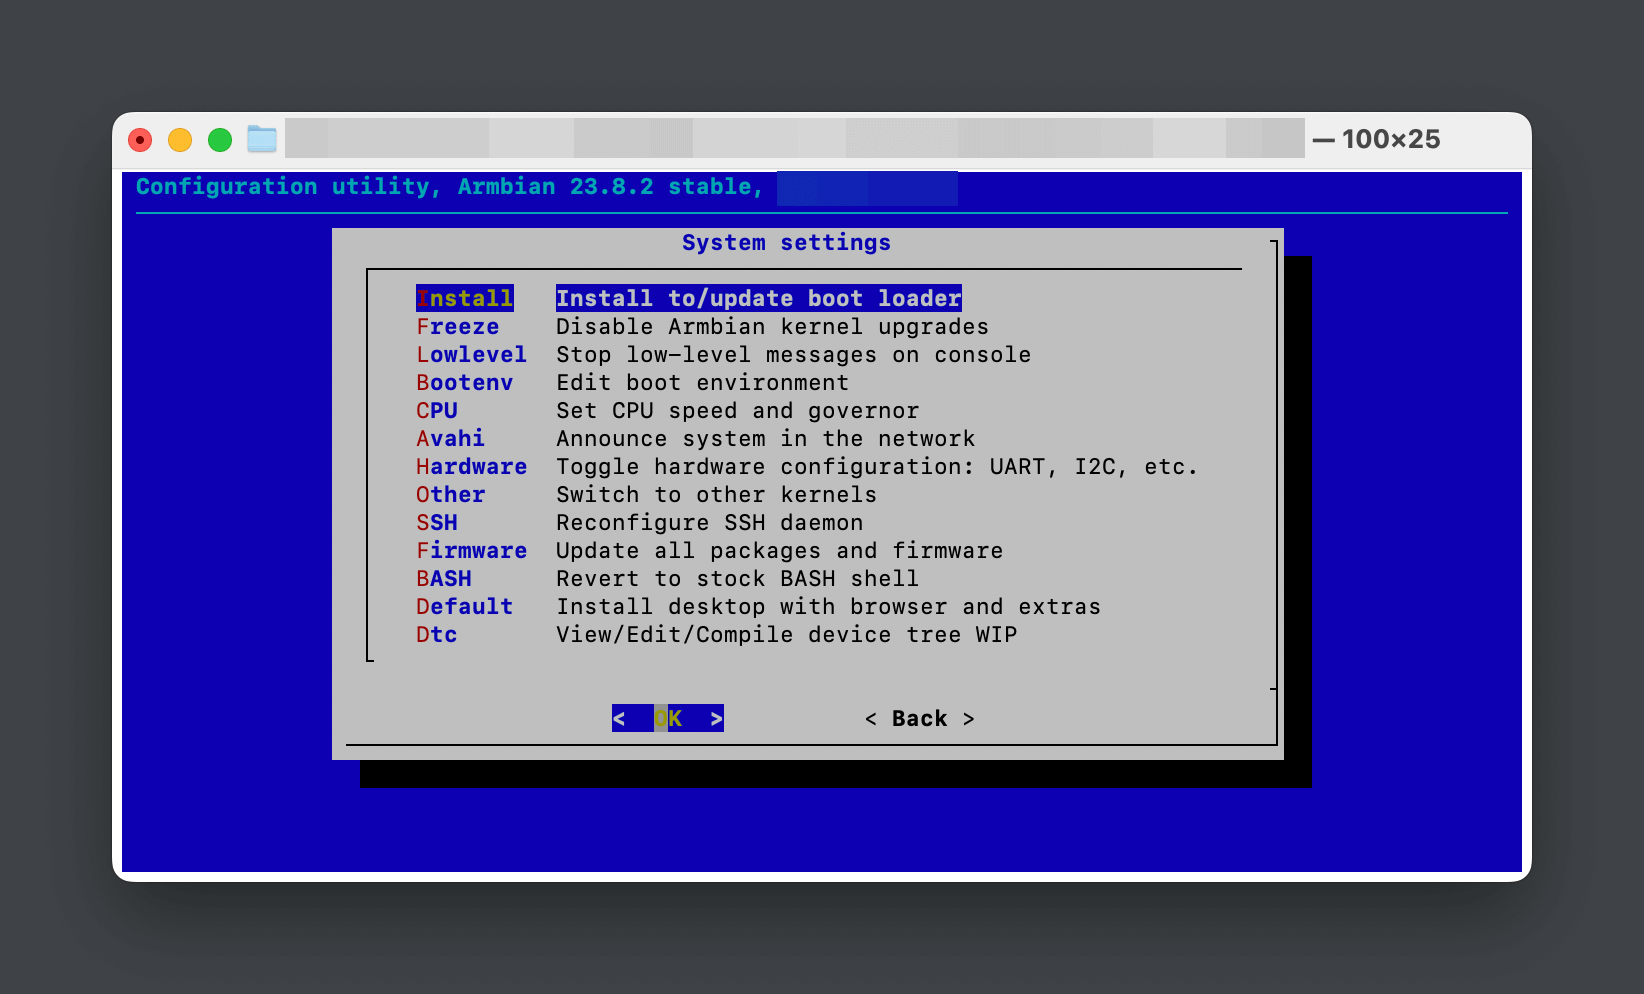 — 100×25
Configuration utility, Armbian 23.8.2 stable,
System settings
Install Install to/update boot loader
Freeze Disable Armbian kernel upgrades
Lowlevel Stop low-level messages on console
Bootenv Edit boot environment
CPU Set CPU speed and governor
Avahi Announce system in the network
Hardware Toggle hardware configuration: UART, I2C, etc.
Other Switch to other kernels
SSH Reconfigure SSH daemon
Firmware Update all packages and firmware
BASH Revert to stock BASH shell
Default Install desktop with browser and extras
Dtc View/Edit/Compile device tree WIP
< OK > < Back >